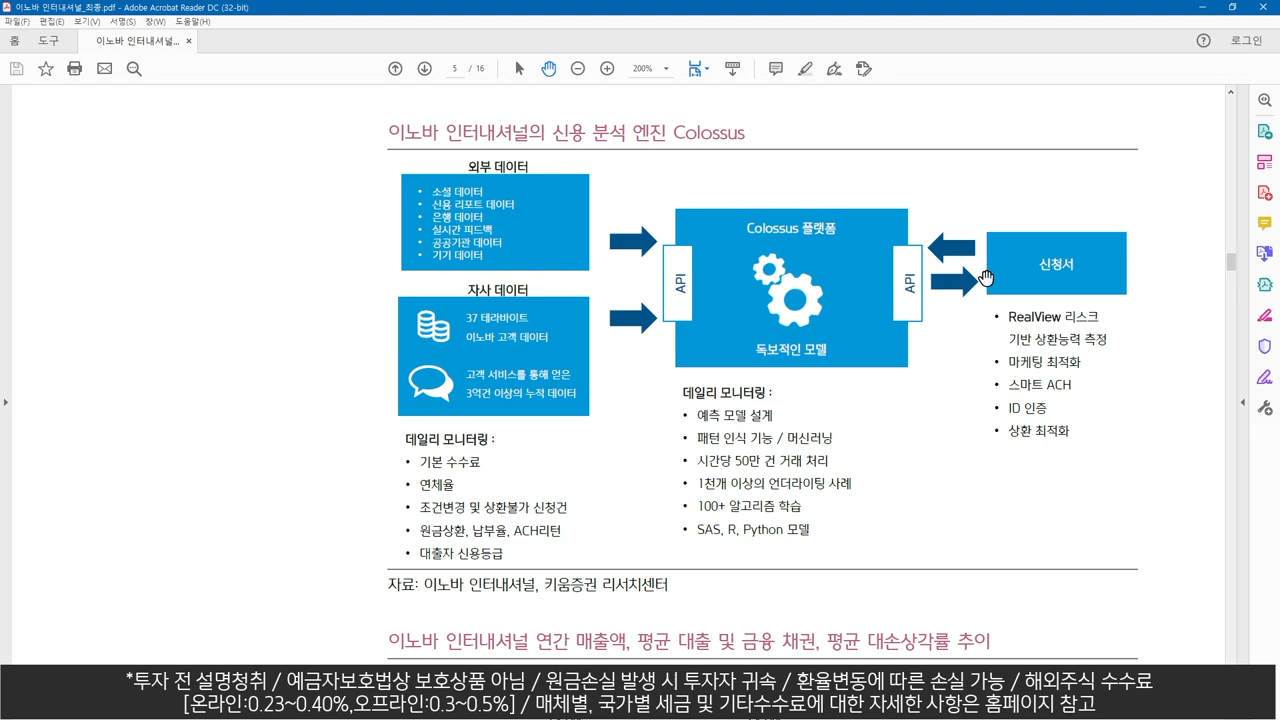 이노바 인터내셔널_최종.pdf - Adobe Acrobat Reader DC (32-bit)
파일(F) 편집(E) 보기(V) 서명(S) 창(W) 도움말(H)
홈 도구 이노바 인터내셔널... × 로그인
5 / 16 200%
이노바 인터내셔널의 신용 분석 엔진 Colossus
외부 데이터
• 소셜 데이터
• 신용 리포트 데이터
• 은행 데이터
• 실시간 피드백
• 공공기관 데이터
• 기기 데이터
자사 데이터
37 테라바이트
이노바 고객 데이터
고객 서비스를 통해 얻은
3억건 이상의 누적 데이터
데일리 모니터링 :
• 기본 수수료
• 연체율
• 조건변경 및 상환불가 신청건
• 원금상환, 납부율, ACH리턴
• 대출자 신용등급
Colossus 플랫폼
API
API
독보적인 모델
데일리 모니터링 :
• 예측 모델 설계
• 패턴 인식 기능 / 머신러닝
• 시간당 50만 건 거래 처리
• 1천개 이상의 언더라이팅 사례
• 100+ 알고리즘 학습
• SAS, R, Python 모델
신청서
• RealView 리스크
기반 상환능력 측정
• 마케팅 최적화
• 스마트 ACH
• ID 인증
• 상환 최적화
자료: 이노바 인터내셔널, 키움증권 리서치센터
이노바 인터내셔널 연간 매출액, 평균 대출 및 금융 채권, 평균 대손상각률 추이
*투자 전 설명청취 / 예금자보호법상 보호상품 아님 / 원금손실 발생 시 투자자 귀속 / 환율변동에 따른 손실 가능 / 해외주식 수수료
[온라인:0.23~0.40%,오프라인:0.3~0.5%] / 매체별, 국가별 세금 및 기타수수료에 대한 자세한 사항은 홈페이지 참고